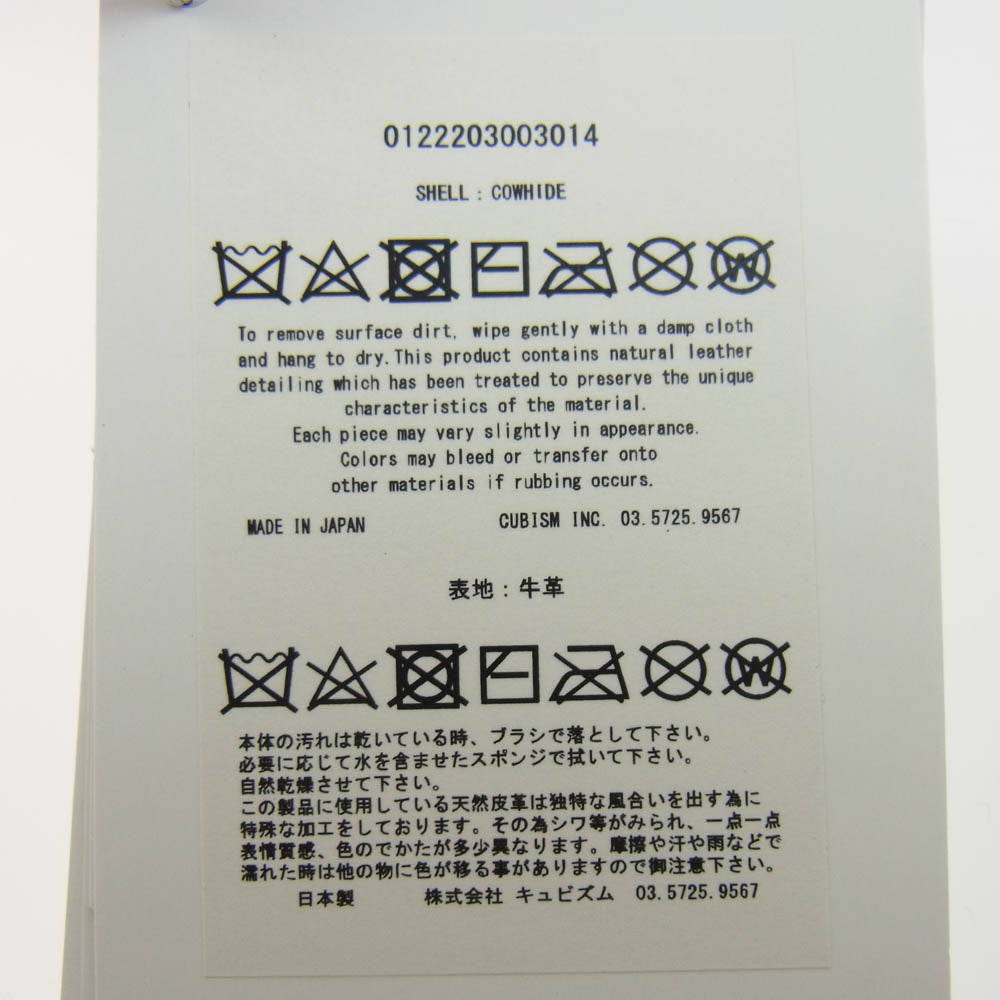 0122203003014
SHELL : COWHIDE
To remove surface dirt, wipe gently with a damp cloth
and hang to dry. This product contains natural leather
detailing which has been treated to preserve the unique
characteristics of the material.
Each piece may vary slightly in appearance.
Colors may bleed or transfer onto
other materials if rubbing occurs.
MADE IN JAPAN CUBISM INC. 03.5725.9567
表地：牛革
本体の汚れは乾いている時、ブラシで落として下さい。
必要に応じて水を含ませたスポンジで拭いて下さい。
自然乾燥させて下さい。
この製品に使用している天然皮革は独特な風合いを出す為に
特殊な加工をしております。その為シワ等がみられ、一点一点
表情質感、色のでかたが多少異なります。摩擦や汗や雨などで
濡れた時は他の物に色が移る事がありますので御注意下さい。
日本製 株式会社 キュビズム 03.5725.9567